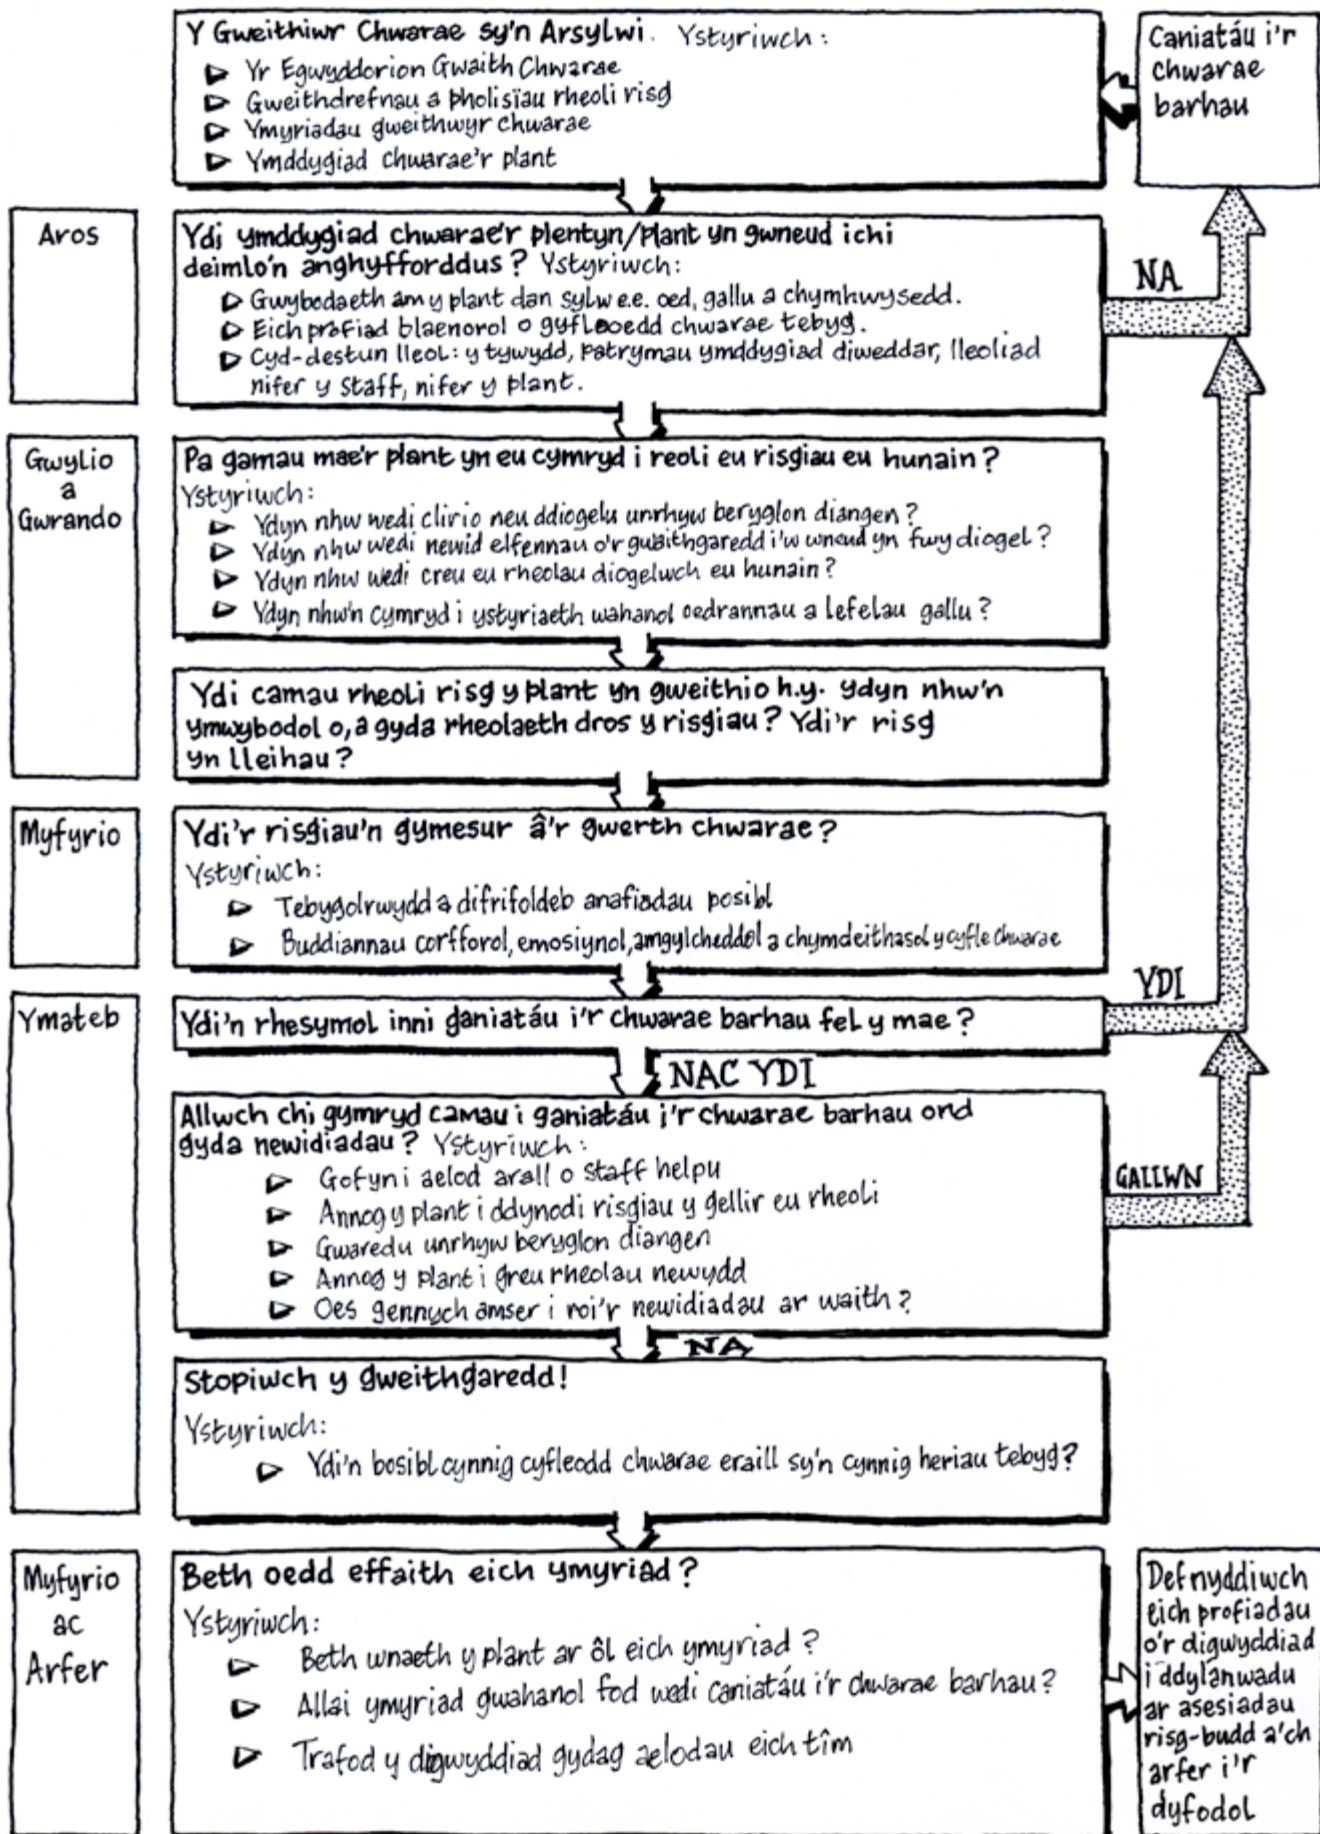 Y Gweithiwr Chwarae sy'n Arsylwi. Ystyriwch:
Yr Egwyddorion Gwaith Chwarae
Gweithdrefnau a pholisïau rheoli risg
Ymyriadau gweithwyr chwarae
Ymddygiad chwarae'r plant
Caniatáu i'r
chwarae
barhau
Aros
Ydi ymddygiad chwarae'r plentyn/plant yn gwneud ichi
deimlo'n anghyfforddus? Ystyriwch:
Gwybodaeth am y plant dan sylw e.e. oed, gallu a chymhwysedd.
Eich profiad blaenorol o gyfleoedd chwarae tebyg.
Cyd-destun lleol: y tywydd, patrymau ymddygiad diweddar, lleoliad
nifer y staff, nifer y plant.
NA
Gwylio
a
Gwrando
Pa gamau mae'r plant yn eu cymryd i reoli eu risgiau eu hunain?
Ystyriwch:
Ydyn nhw wedi clirio neu ddiogelu unrhyw beryglon diangen?
Ydyn nhw wedi newid elfennau o'r gweithgaredd i'w wneud yn fwy diogel?
Ydyn nhw wedi creu eu rheolau diogelwch eu hunain?
Ydyn nhw'n cymryd i ystyriaeth wahanol oedrannau a lefelau gallu?
Ydi camau rheoli risg y plant yn gweithio h.y. ydyn nhw'n
ymwybodol o, a gyda rheolaeth dros y risgiau? Ydi'r risg
yn lleihau?
Myfyrio
Ydi'r risgiau'n gymesur â'r gwerth chwarae?
Ystyriwch:
Tebygolrwydd a difrifoldeb anafiadau posibl
Buddiannau corfforol, emosiynol, amgylcheddol a chymdeithasol y cyfle chwarae
Ymateb
Ydi'n rhesymol inni ganiatáu i'r chwarae barhau fel y mae?
YDI
NAC YDI
Allwch chi gymryd camau i ganiatáu i'r chwarae barhau ond
gyda newidiadau? Ystyriwch:
Gofyn i aelod arall o staff helpu
Annog y plant i ddynodi risgiau y gellir eu rheoli
Gwaredu unrhyw beryglon diangen
Annog y plant i greu rheolau newydd
Oes gennych amser i roi'r newidiadau ar waith?
GALLWN
NA
Stopiwch y gweithgaredd!
Ystyriwch:
Ydi'n bosibl cynnig cyfleodd chwarae eraill sy'n cynnig heriau tebyg?
Myfyrio
ac
Arfer
Beth oedd effaith eich ymyriad?
Ystyriwch:
Beth wnaeth y plant ar ôl eich ymyriad?
Allai ymyriad gwahanol fod wedi caniatáu i'r chwarae barhau?
Trafod y digwyddiad gydag aelodau eich tîm
Defnyddiwch
eich profiadau
o'r digwyddiad
i ddylanwadu
ar asesiadau
risg-budd a'ch
arfer i'r
dyfodol